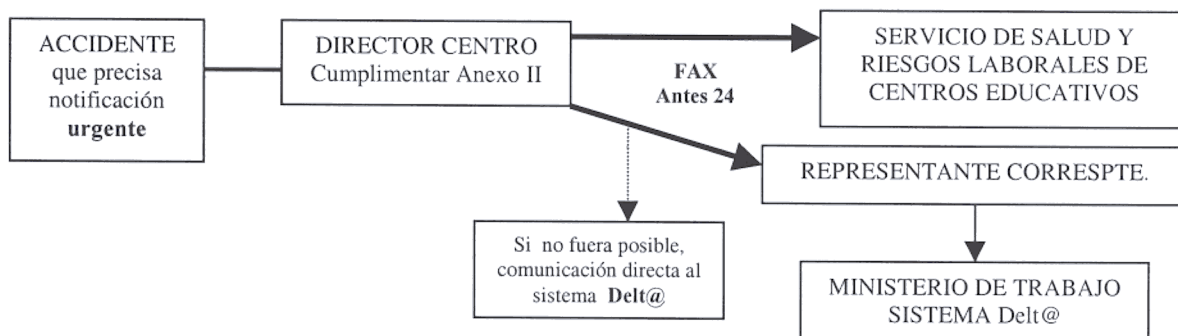 ACCIDENTE
que precisa
notificación
urgente
DIRECTOR CENTRO
Cumplimentar Anexo II
FAX
Antes 24
SERVICIO DE SALUD Y
RIESGOS LABORALES DE
CENTROS EDUCATIVOS
REPRESENTANTE CORRESPTE.
Si no fuera posible,
comunicación directa al
sistema Delt@
MINISTERIO DE TRABAJO
SISTEMA Delt@